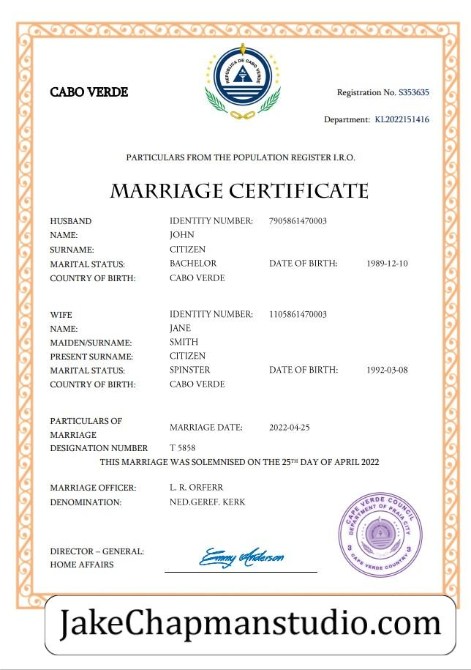 CABO VERDE
REPUBLICA DE CABO VERDE
Registration No. S353635
Department: KL2022151416
PARTICULARS FROM THE POPULATION REGISTER I.R.O.
MARRIAGE CERTIFICATE
HUSBAND IDENTITY NUMBER: 7905861470003
NAME: JOHN
SURNAME: CITIZEN
MARITAL STATUS: BACHELOR DATE OF BIRTH: 1989-12-10
COUNTRY OF BIRTH: CABO VERDE
WIFE IDENTITY NUMBER: 1105861470003
NAME: JANE
MAIDEN/SURNAME: SMITH
PRESENT SURNAME: CITIZEN
MARITAL STATUS: SPINSTER DATE OF BIRTH: 1992-03-08
COUNTRY OF BIRTH: CABO VERDE
PARTICULARS OF
MARRIAGE MARRIAGE DATE: 2022-04-25
DESIGNATION NUMBER T 5858
THIS MARRIAGE WAS SOLEMNISED ON THE 25TH DAY OF APRIL 2022
MARRIAGE OFFICER: L. R. ORFERR
DENOMINATION: NED.GEREF. KERK
CAPE VERDE COUNCIL
DEPARTMENT OF PRAIA CITY
CAPE VERDE COUNTRY
DIRECTOR – GENERAL:
HOME AFFAIRS
Emmy Anderson
JakeChapmanstudio.com